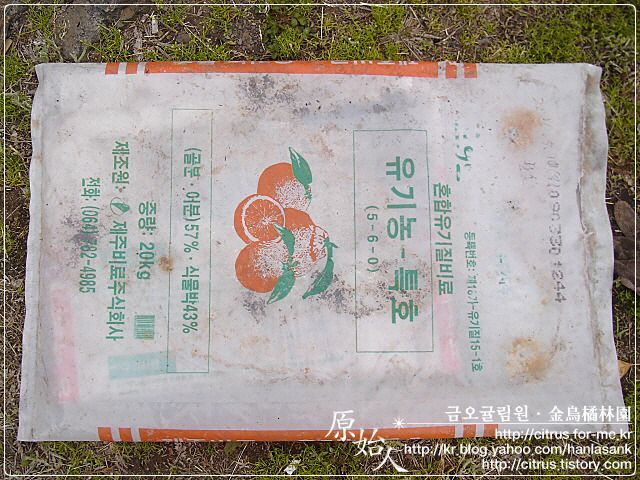 혼합유기질비료
유기농-특호
(5-6-0)
(골분·어분)57%·식물박43%
중량: 20kg
제조원: 제주비료주식회사
전화: (064)782-4985
原始人
금오귤림원·金烏橘林園
http://citrus.for-me.kr
http://kr.blog.yahoo.com/hanlasank
http://citrus.tistory.com